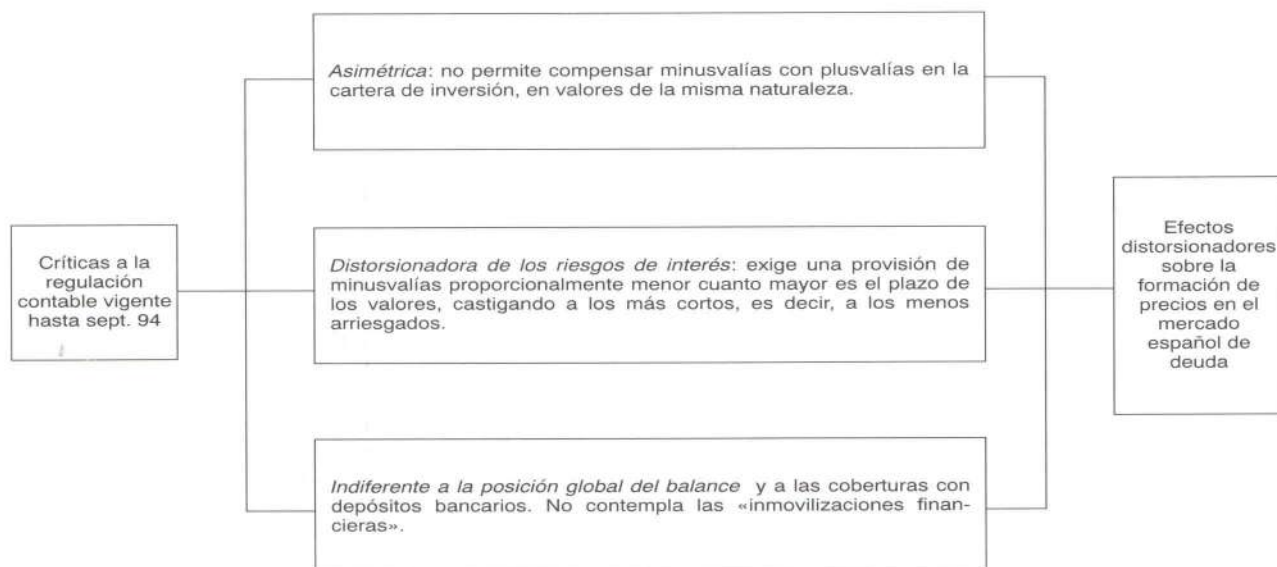 Asimétrica: no permite compensar minusvalías con plusvalías en la
cartera de inversión, en valores de la misma naturaleza.
Críticas a la
regulación
contable vigente
hasta sept. 94
Distorsionadora de los riesgos de interés: exige una provisión de
minusvalías proporcionalmente menor cuanto mayor es el plazo de
los valores, castigando a los más cortos, es decir, a los menos
arriesgados.
Indiferente a la posición global del balance y a las coberturas con
depósitos bancarios. No contempla las «inmovilizaciones finan-
cieras».
Efectos
distorsionadores
sobre la
formación de
precios en el
mercado
español de
deuda